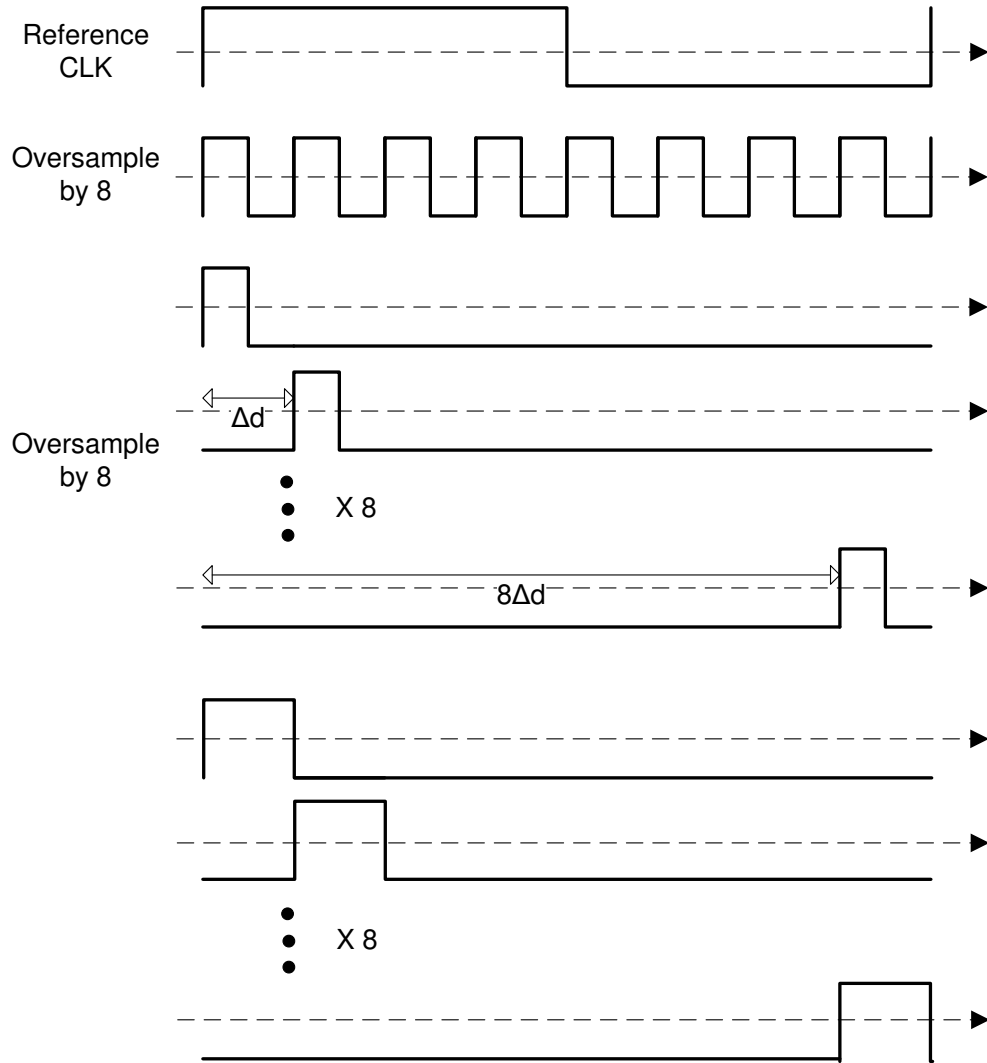 Reference
CLK
Oversample
by 8
Δd
Oversample
by 8
X 8
8Δd
X 8